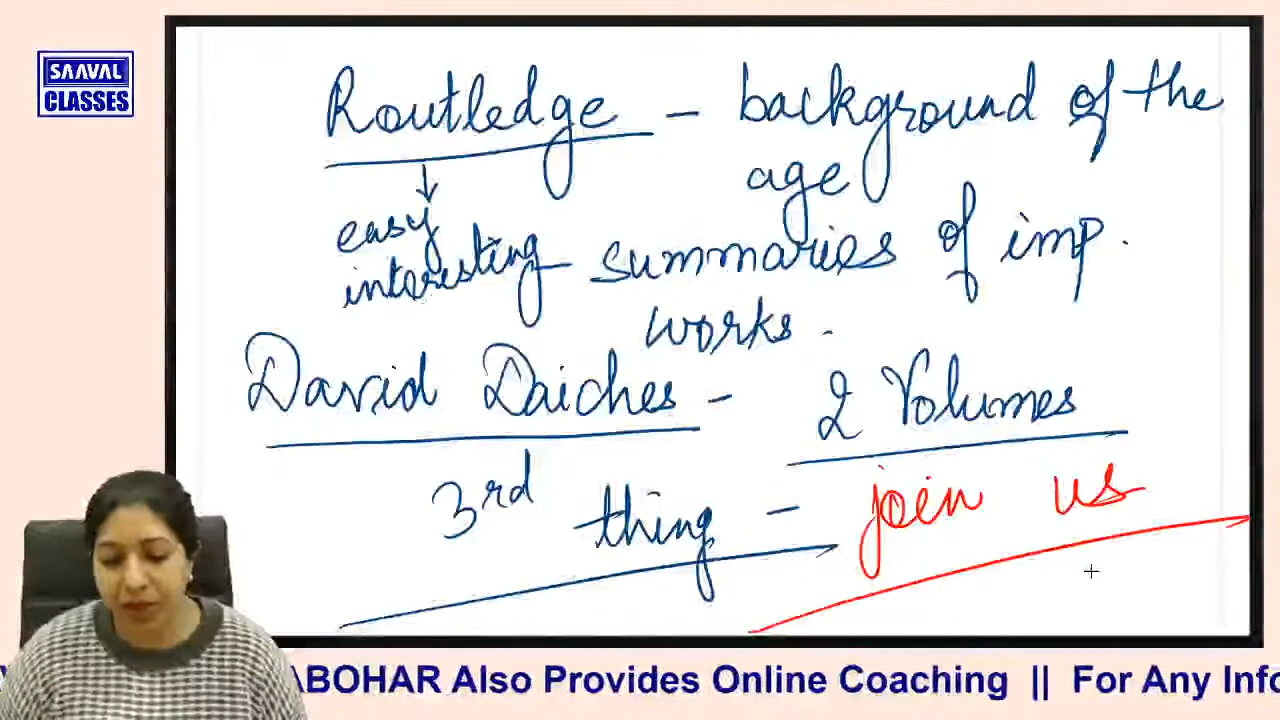 SAAVAL
CLASSES
Routledge - background of the
age
easy
interesting summaries of imp.
works.
David Daiches - 2 Volumes
3rd thing - join us
ABOHAR Also Provides Online Coaching || For Any Info